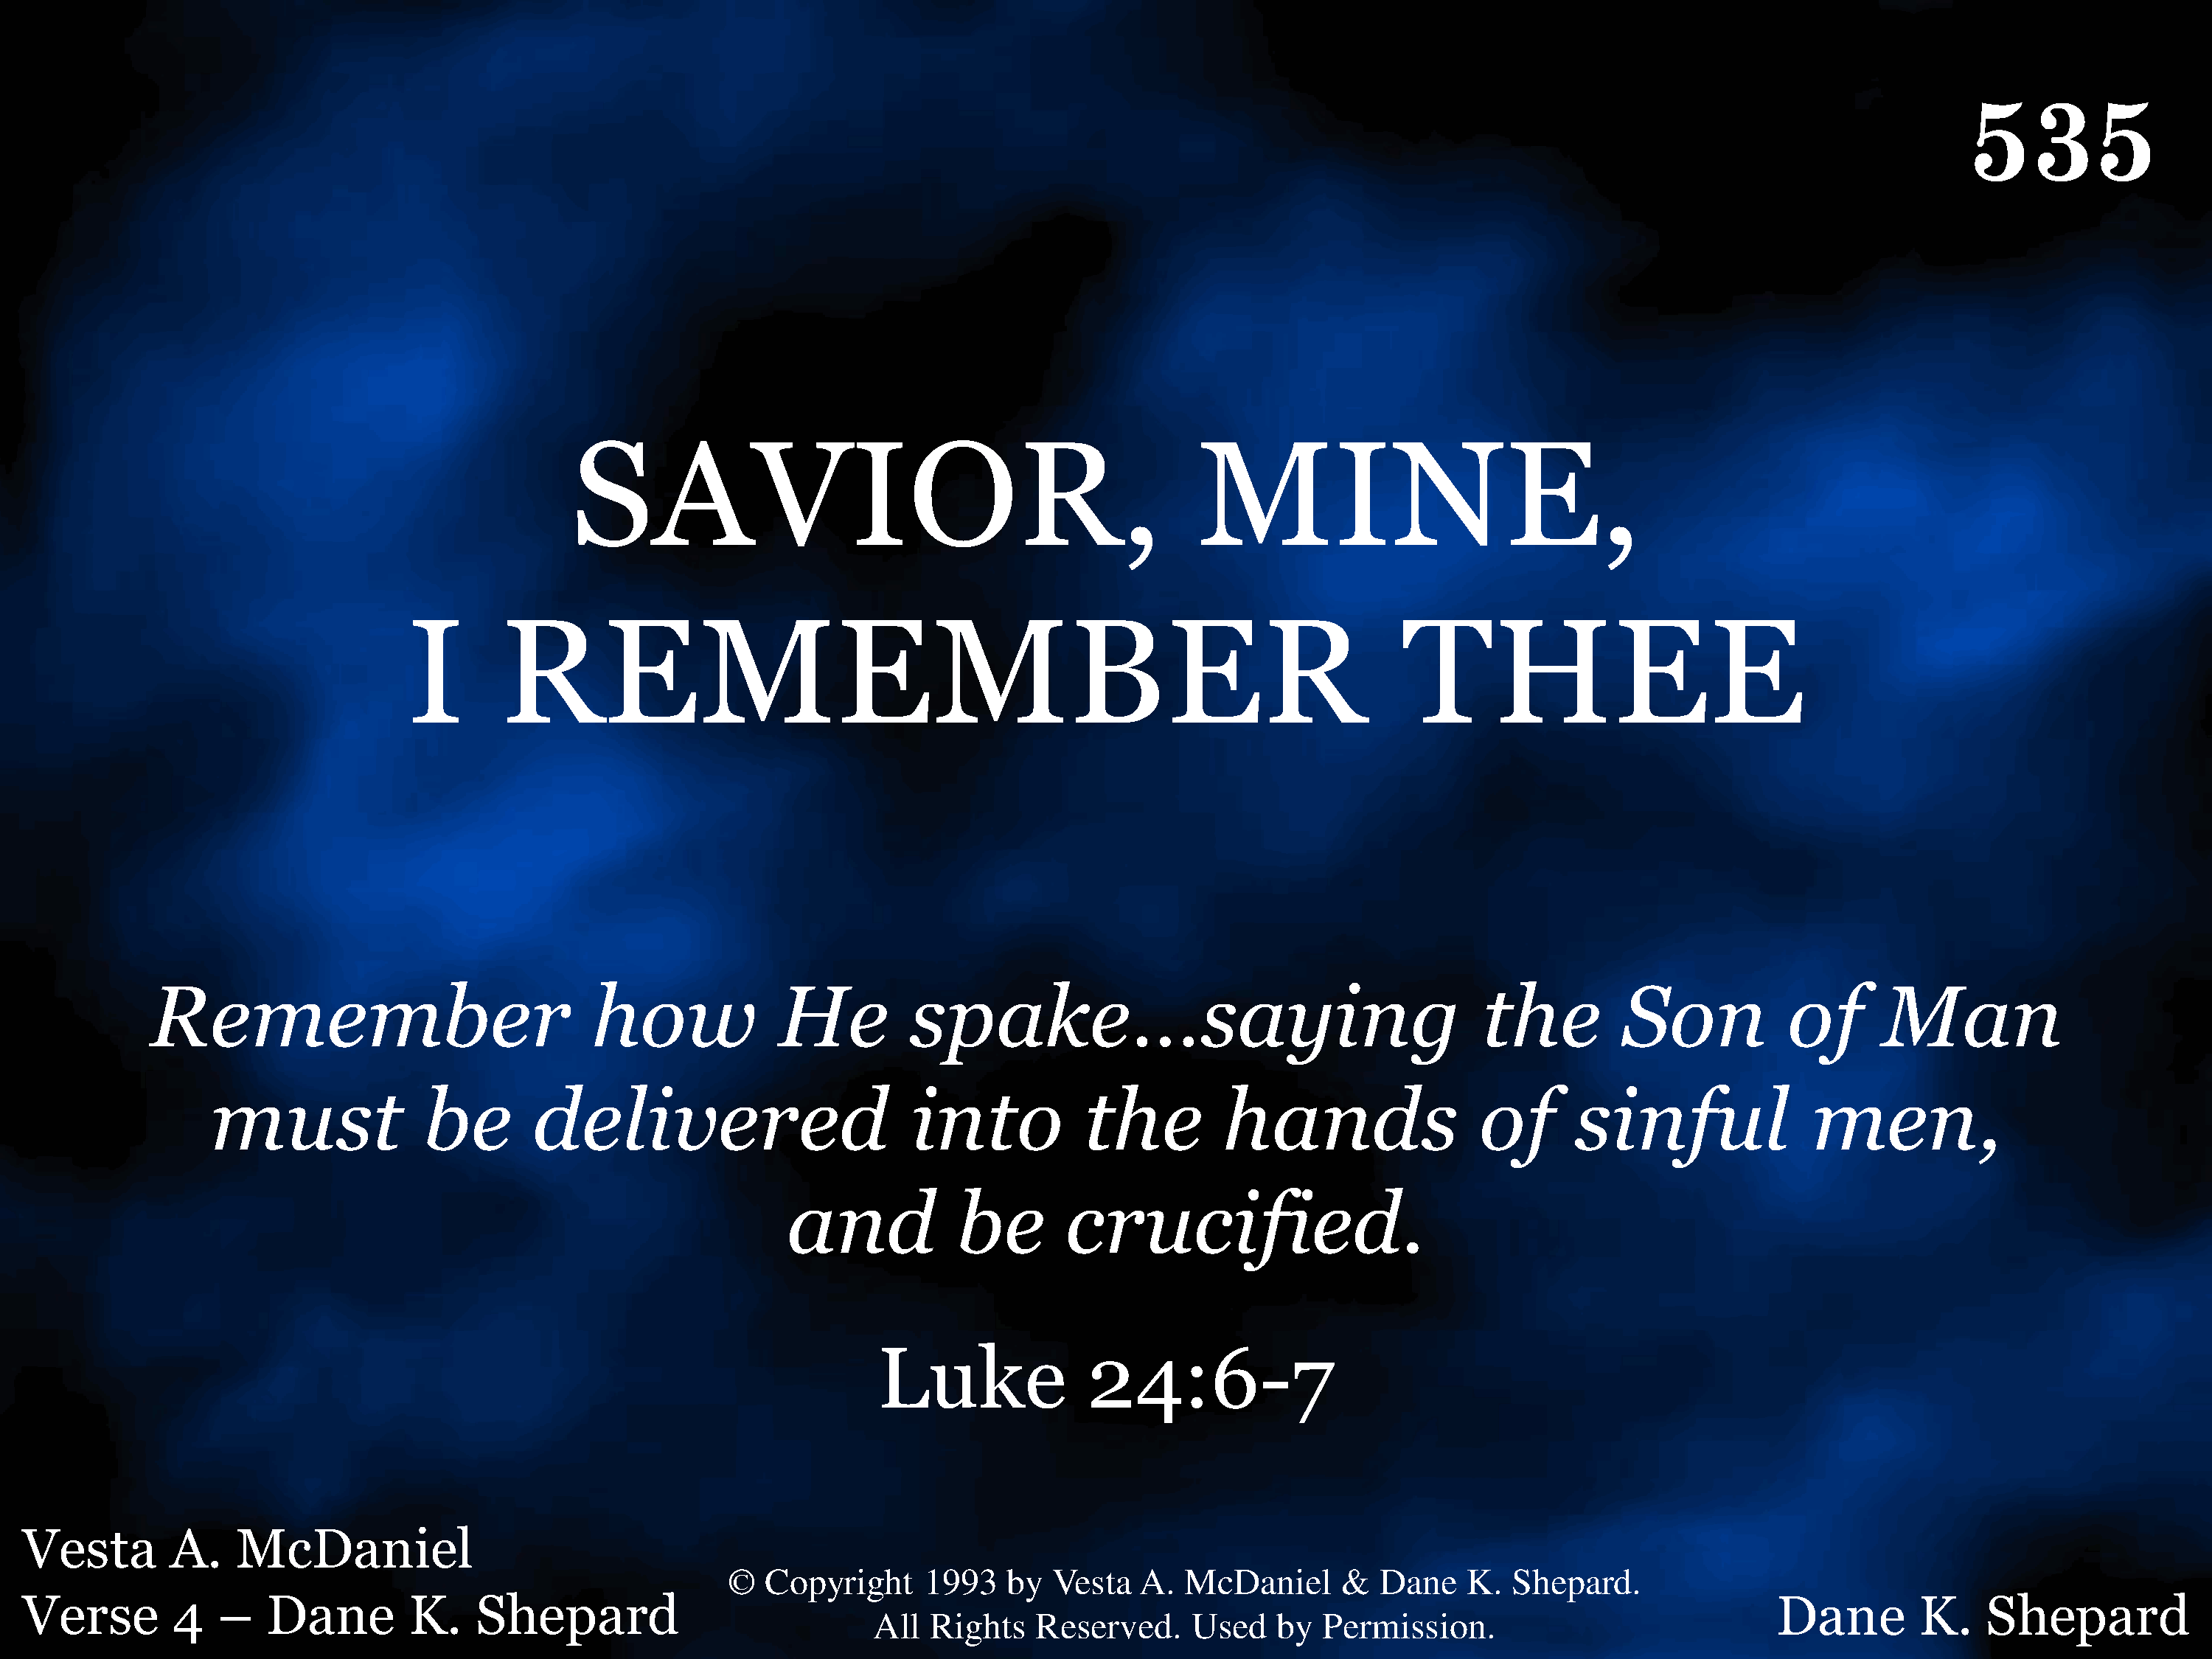 535
SAVIOR, MINE,
I REMEMBER THEE
Remember how He spake...saying the Son of Man
must be delivered into the hands of sinful men,
and be crucified.
Luke 24:6-7
Vesta A. McDaniel
Verse 4 – Dane K. Shepard
© Copyright 1993 by Vesta A. McDaniel & Dane K. Shepard.
All Rights Reserved. Used by Permission.
Dane K. Shepard